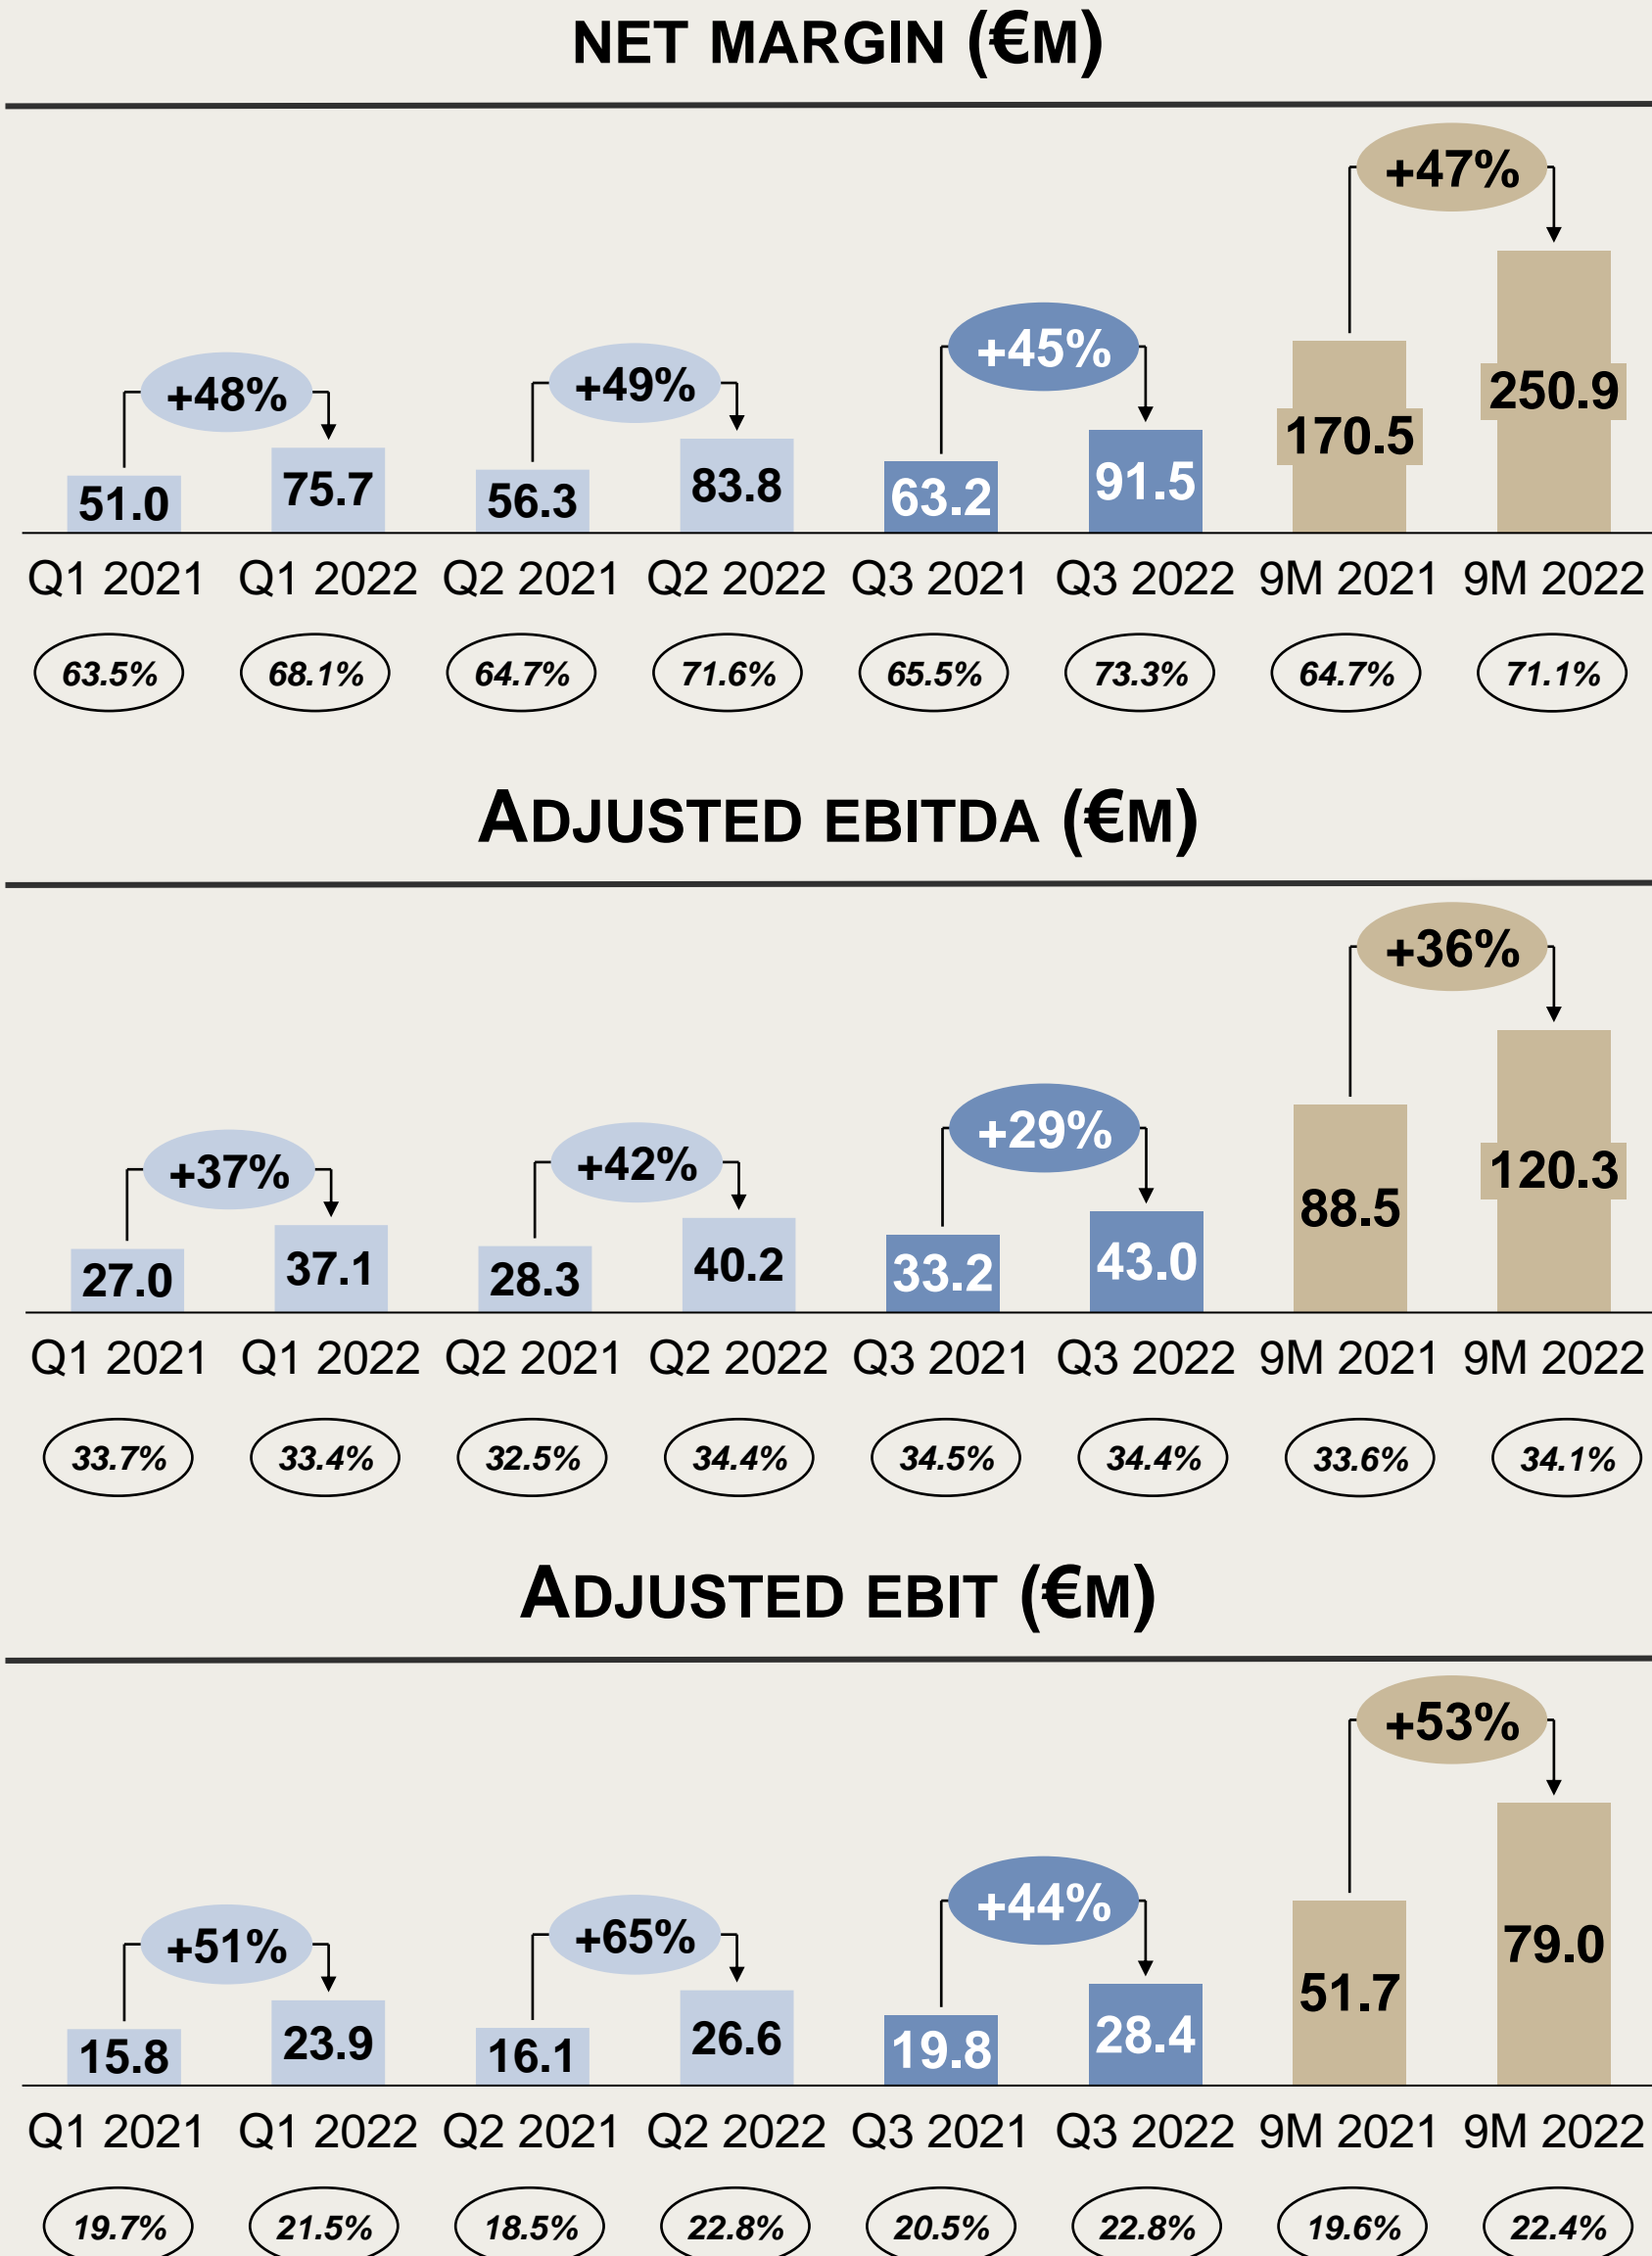 NET MARGIN (€M)
+47%
+45%
+48%
+49%
250.9
170.5
51.0 75.7 56.3 83.8 63.2 91.5
Q1 2021 Q1 2022 Q2 2021 Q2 2022 Q3 2021 Q3 2022 9M 2021 9M 2022
63.5% 68.1% 64.7% 71.6% 65.5% 73.3% 64.7% 71.1%
ADJUSTED EBITDA (€M)
+36%
+29%
+37%
+42%
120.3
88.5
27.0 37.1 28.3 40.2 33.2 43.0
Q1 2021 Q1 2022 Q2 2021 Q2 2022 Q3 2021 Q3 2022 9M 2021 9M 2022
33.7% 33.4% 32.5% 34.4% 34.5% 34.4% 33.6% 34.1%
ADJUSTED EBIT (€M)
+53%
+44%
+51%
+65%
79.0
51.7
15.8 23.9 16.1 26.6 19.8 28.4
Q1 2021 Q1 2022 Q2 2021 Q2 2022 Q3 2021 Q3 2022 9M 2021 9M 2022
19.7% 21.5% 18.5% 22.8% 20.5% 22.8% 19.6% 22.4%